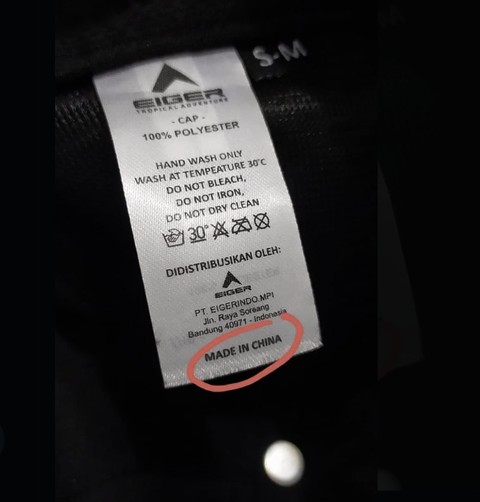 S-M
EIGER
TROPICAL ADVENTURE
- CAP -
100% POLYESTER
HAND WASH ONLY
WASH AT TEMPEATURE 30°C
DO NOT BLEACH,
DO NOT IRON,
DO NOT DRY CLEAN
30°
DIDISTRIBUSIKAN OLEH:
EIGER
PT. EIGERINDO MPI
Jln. Raya Soreang
Bandung 40971 - Indonesia
MADE IN CHINA